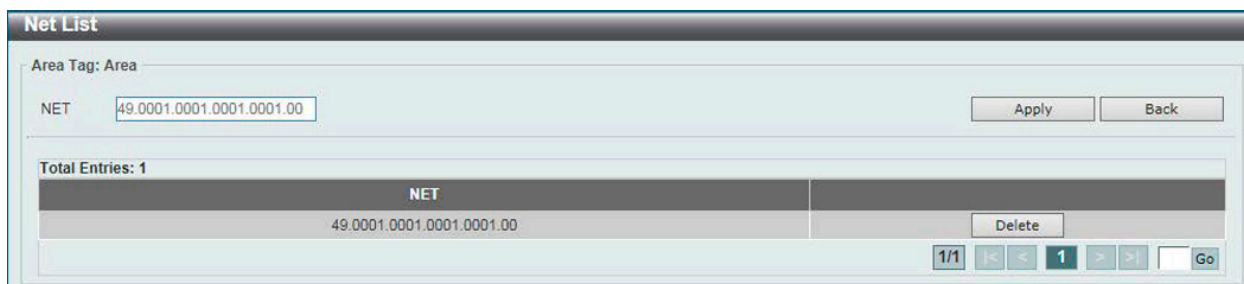 Net List
Area Tag: Area
NET 49.0001.0001.0001.0001.00 Apply Back
Total Entries: 1
NET
49.0001.0001.0001.0001.00 Delete
1/1 |< < 1 > >| Go